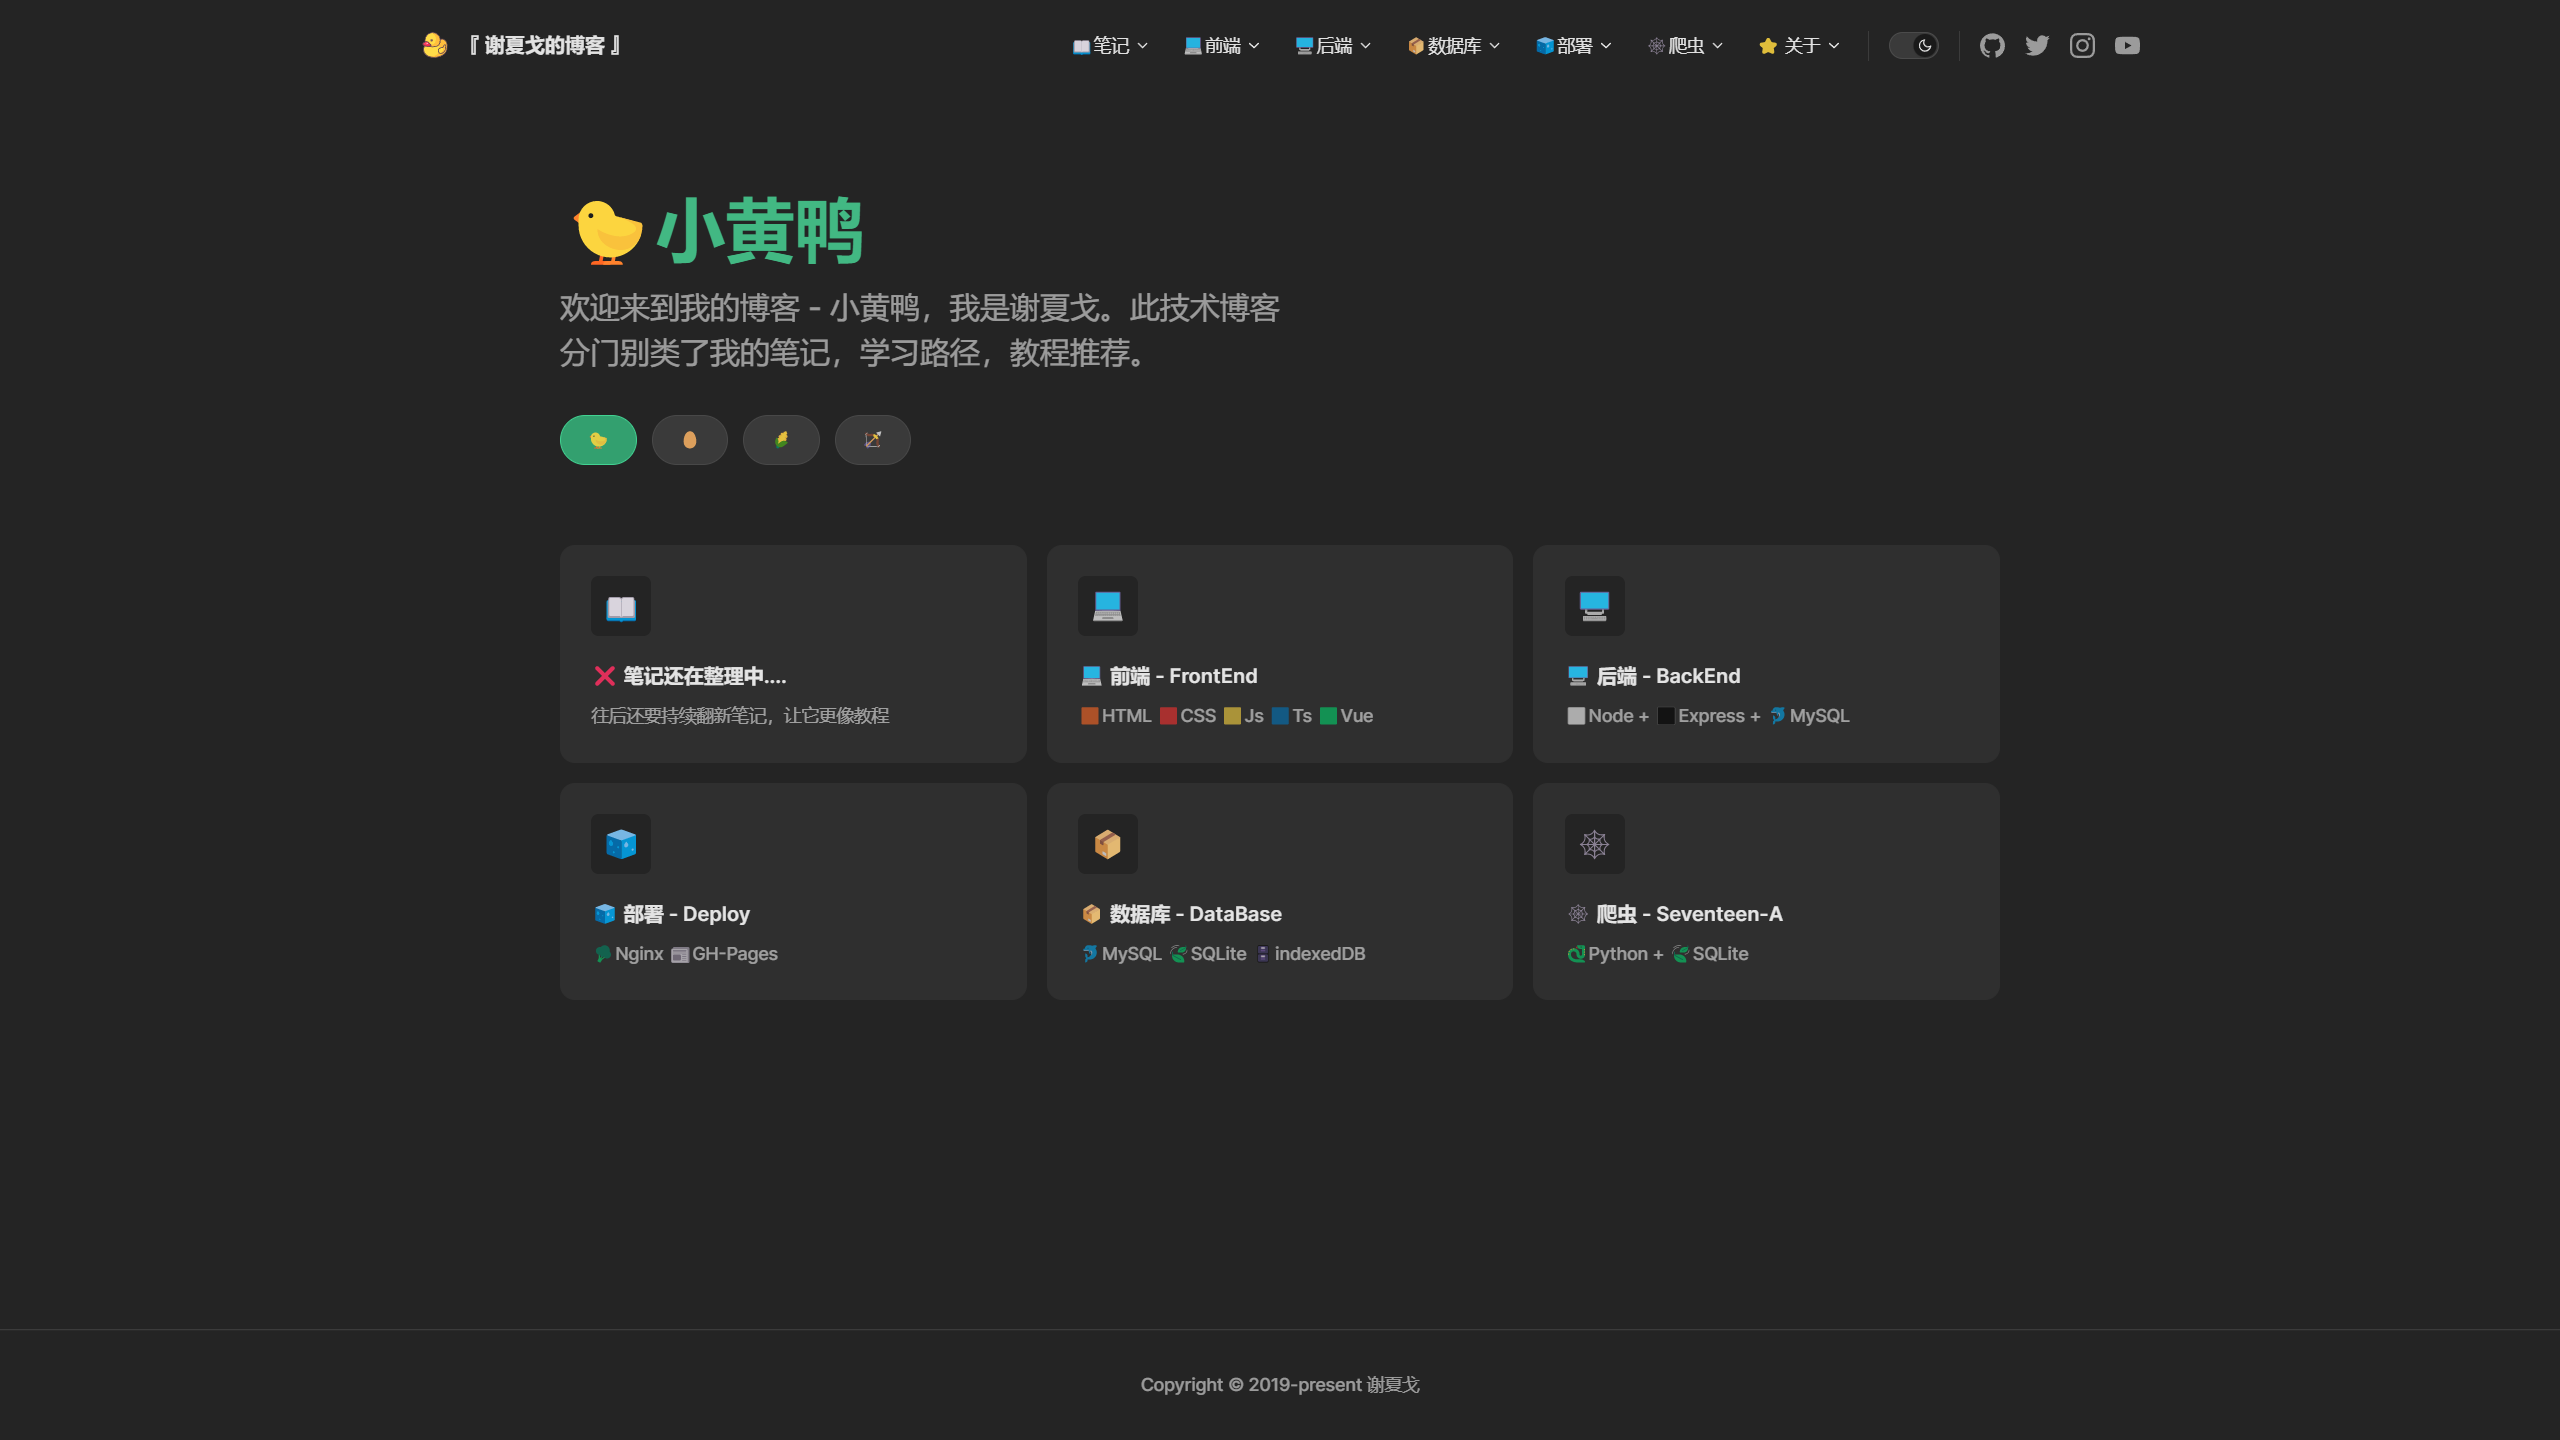 『 谢夏戈的博客 』
📖笔记 💻前端 🖥️后端 📦数据库 🧊部署 🕸️爬虫 ⭐ 关于
🐤小黄鸭
欢迎来到我的博客 - 小黄鸭，我是谢夏戈。此技术博客
分门别类了我的笔记，学习路径，教程推荐。
❌ 笔记还在整理中....
往后还要持续翻新笔记，让它更像教程
💻 前端 - FrontEnd
🟧HTML 🟥CSS 🟨Js 🟦Ts 🟩Vue
🖥️ 后端 - BackEnd
⬜Node + ⬛Express + 🐬MySQL
🧊 部署 - Deploy
🥦Nginx 📰GH-Pages
📦 数据库 - DataBase
🐬MySQL 🍃SQLite 🗄️indexedDB
🕸️ 爬虫 - Seventeen-A
🐍Python + 🍃SQLite
Copyright © 2019-present 谢夏戈